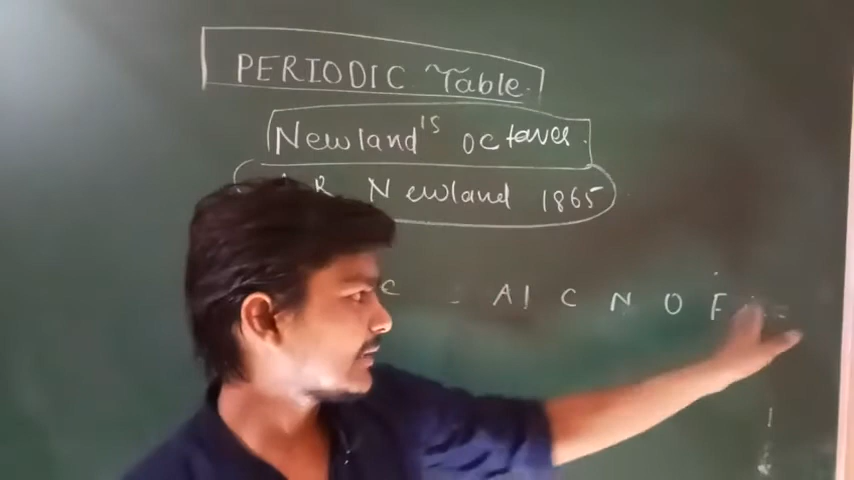 PERIODIC Table.
Newland's octaves.
R Newland 1865
c - Al C N O F